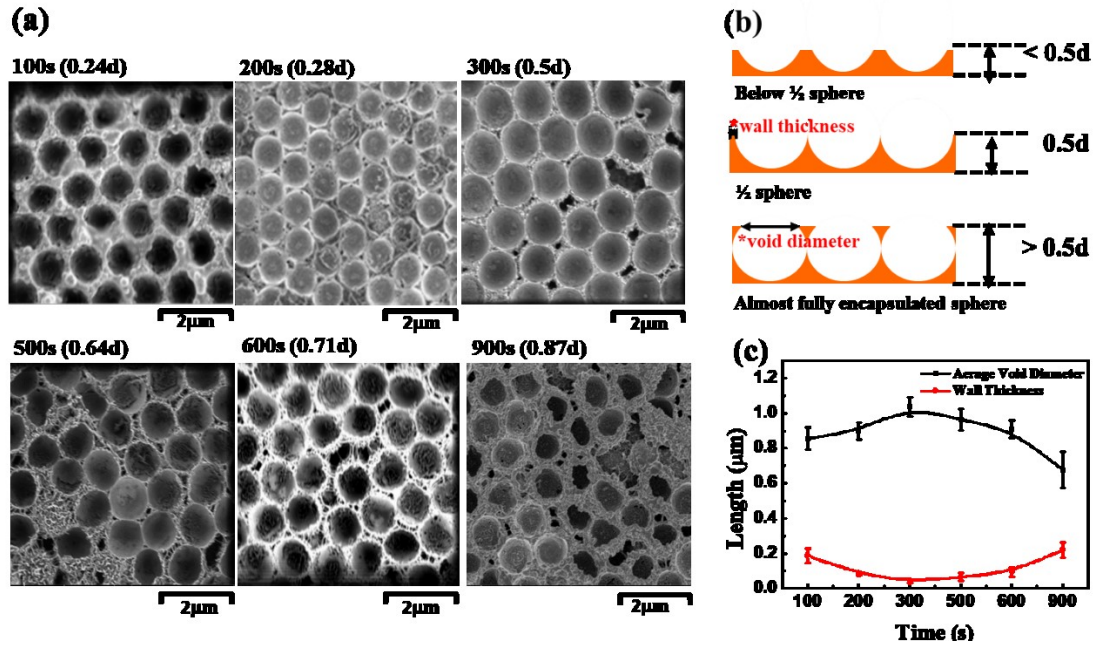 (a)
100s (0.24d)
200s (0.28d)
300s (0.5d)
2μm
2μm
2μm
500s (0.64d)
600s (0.71d)
900s (0.87d)
2μm
2μm
2μm
(b)
< 0.5d
Below ½ sphere
*wall thickness
0.5d
½ sphere
*void diameter
> 0.5d
Almost fully encapsulated sphere
(c)
Aerage Void Diameter
Wall Thickness
Length (μm)
1.2
1.0
0.8
0.6
0.4
0.2
0.0
100 200 300 500 600 900
Time (s)